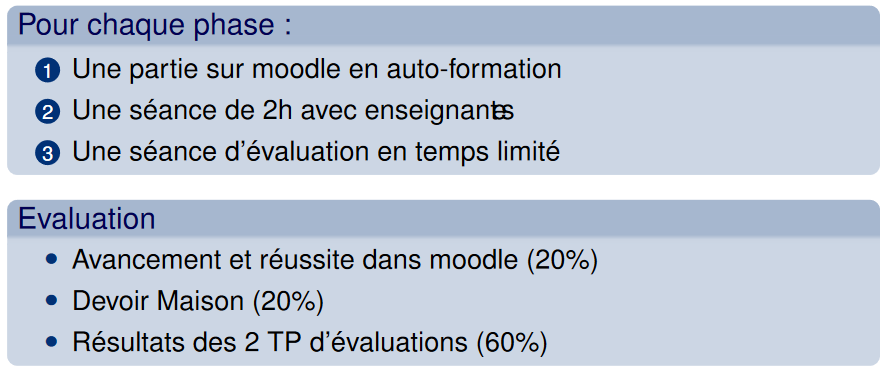 Pour chaque phase :
1 Une partie sur moodle en auto-formation
2 Une séance de 2h avec enseignants
3 Une séance d'évaluation en temps limité
Evaluation
• Avancement et réussite dans moodle (20%)
• Devoir Maison (20%)
• Résultats des 2 TP d'évaluations (60%)